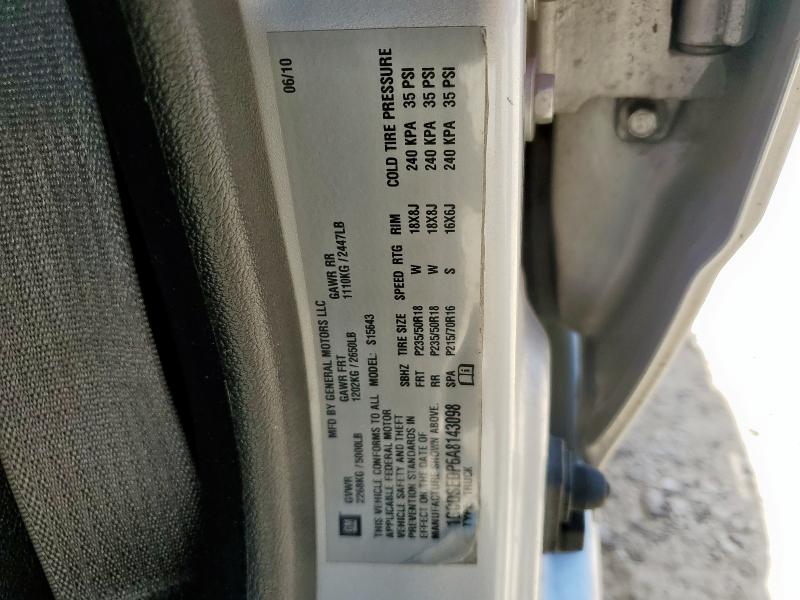 GM
MFD BY GENERAL MOTORS LLC
06/10
GVWR GAWR FRT GAWR RR
2268KG / 5000LB 1202KG / 2650LB 1110KG / 2447LB
THIS VEHICLE CONFORMS TO ALL
APPLICABLE FEDERAL MOTOR
VEHICLE SAFETY AND THEFT
PREVENTION STANDARDS IN
EFFECT ON THE DATE OF
MANUFACTURE SHOWN ABOVE.
TYPE: TRUCK
MODEL: S15643
SBHZ TIRE SIZE SPEED RTG RIM COLD TIRE PRESSURE
FRT P235/50R18 W 18X8J 240 KPA 35 PSI
RR P235/50R18 W 18X8J 240 KPA 35 PSI
SPA P215/70R16 S 16X6J 240 KPA 35 PSI